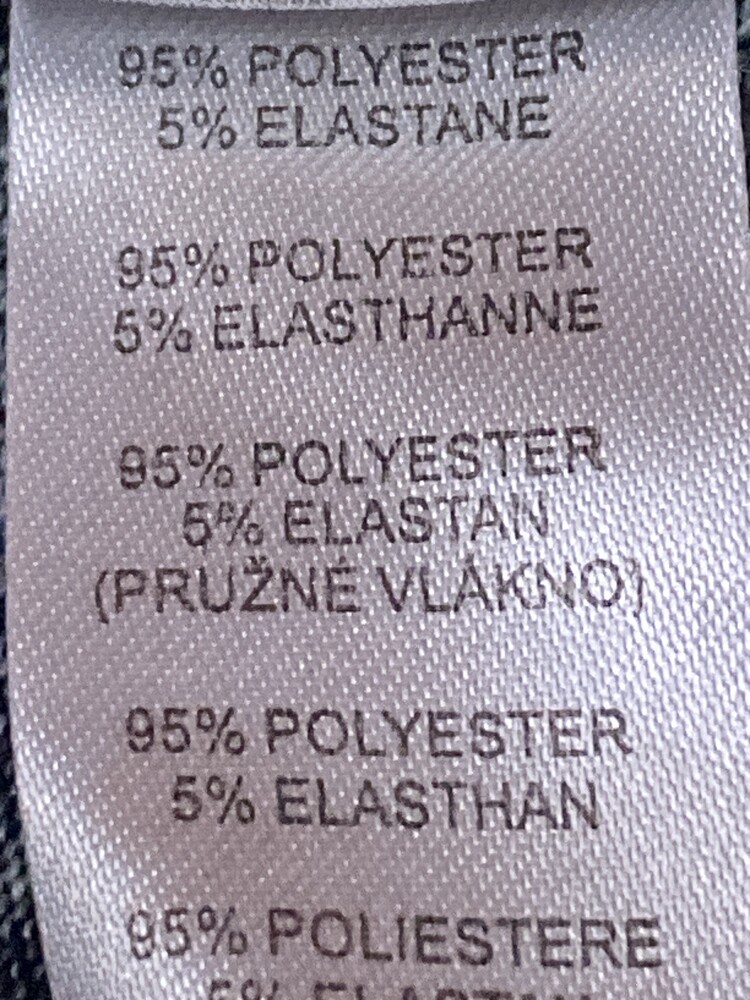 95% POLYESTER
5% ELASTANE
95% POLYESTER
5% ELASTHANNE
95% POLYESTER
5% ELASTAN
(PRUŽNÉ VLÁKNO)
95% POLYESTER
5% ELASTHAN
95% POLIESTERE
5%